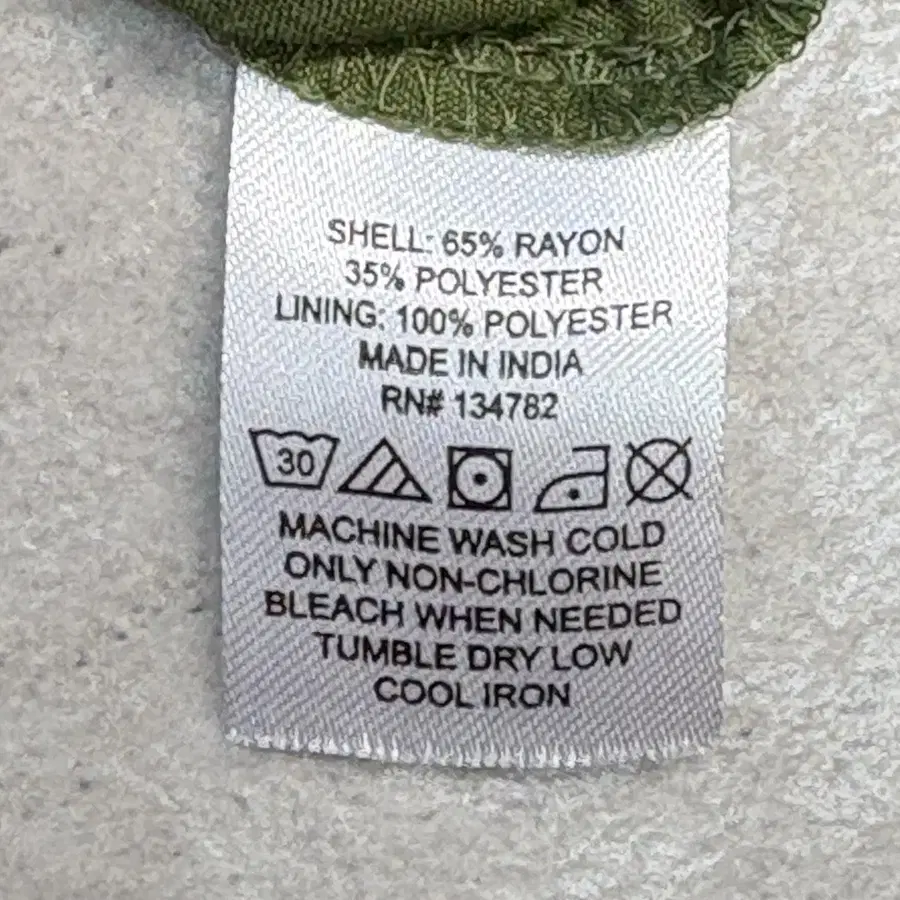 SHELL: 65% RAYON
35% POLYESTER
LINING: 100% POLYESTER
MADE IN INDIA
RN# 134782
30
MACHINE WASH COLD
ONLY NON-CHLORINE
BLEACH WHEN NEEDED
TUMBLE DRY LOW
COOL IRON